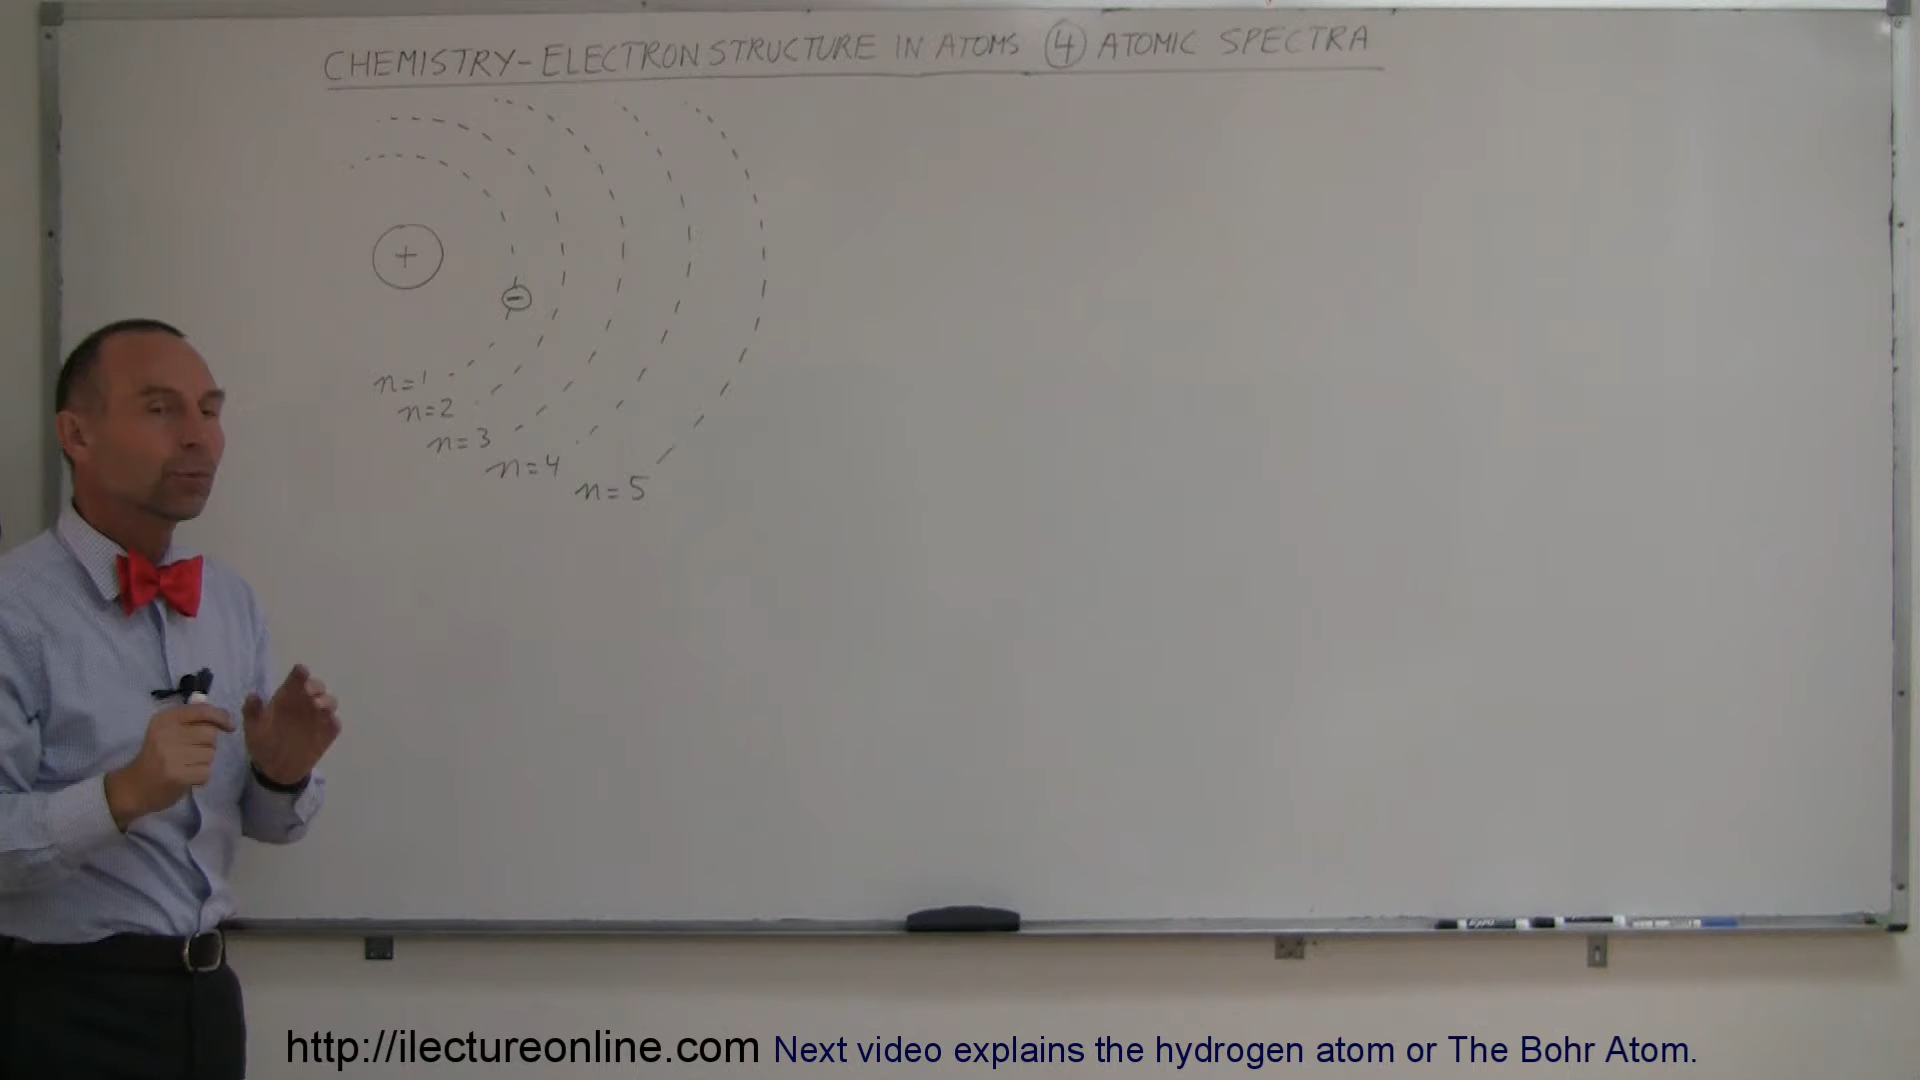 CHEMISTRY-ELECTRON STRUCTURE IN ATOMS ④ ATOMIC SPECTRA
+
−
n=1
n=2
n=3
n=4
n=5
http://ilectureonline.com Next video explains the hydrogen atom or The Bohr Atom.